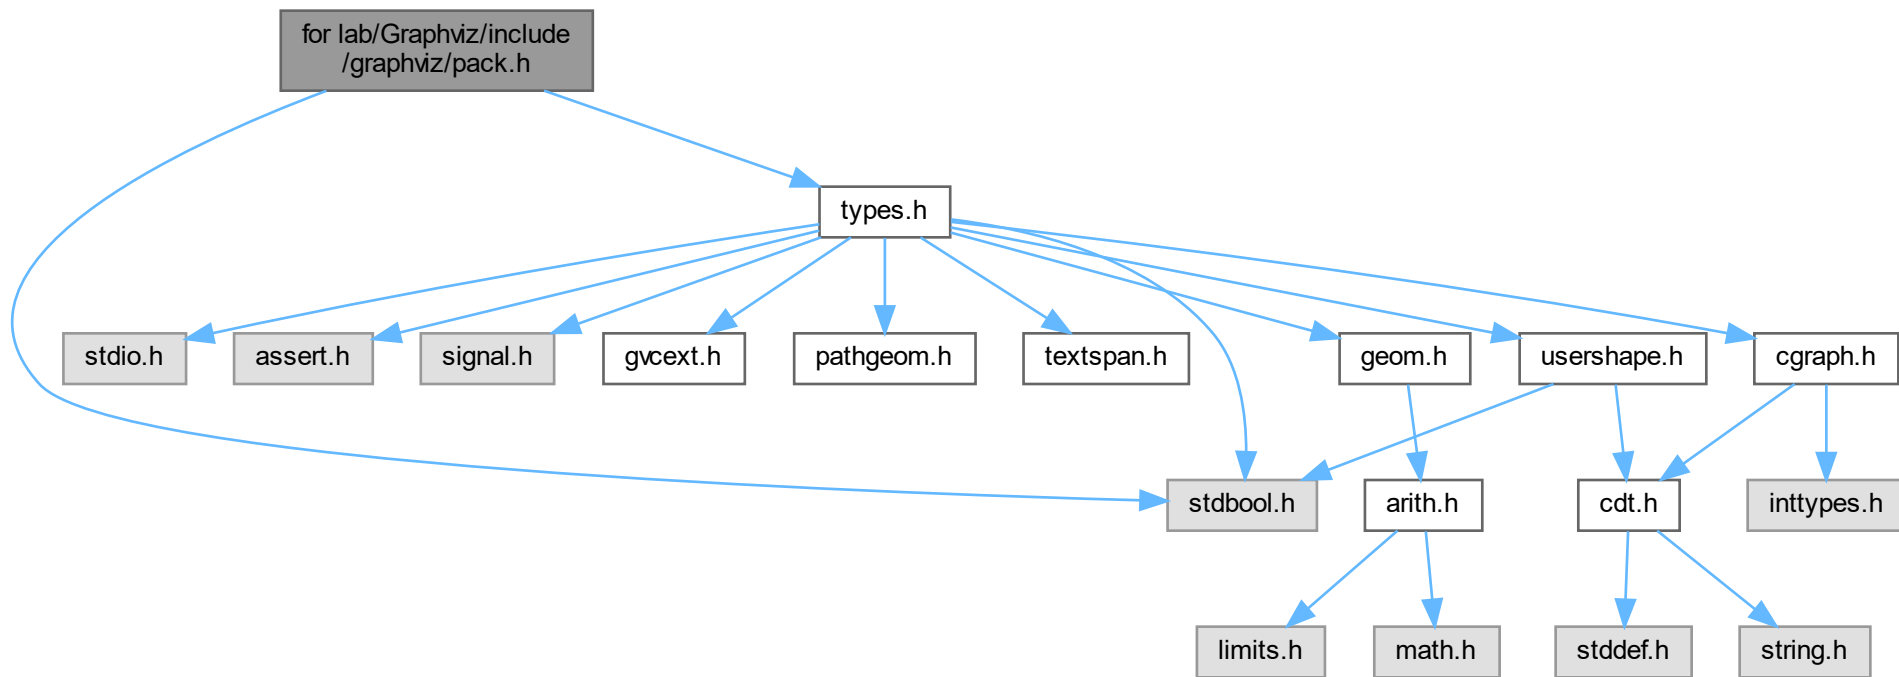 for lab/Graphviz/include
/graphviz/pack.h
types.h
stdio.h
assert.h
signal.h
gvcext.h
pathgeom.h
textspan.h
geom.h
usershape.h
cgraph.h
stdbool.h
arith.h
cdt.h
inttypes.h
limits.h
math.h
stddef.h
string.h